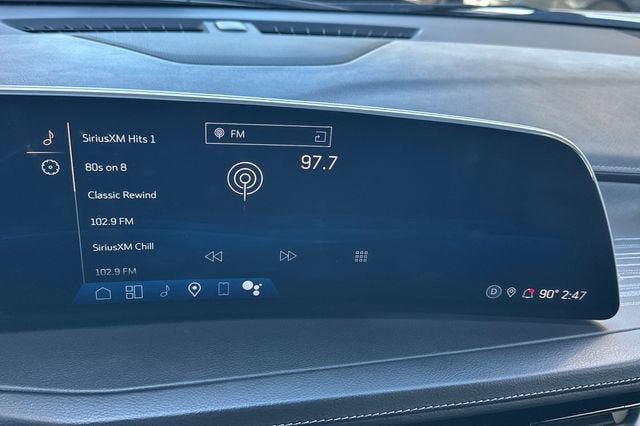 FM
97.7
SiriusXM Hits 1
80s on 8
Classic Rewind
102.9 FM
SiriusXM Chill
102.9 FM
D 90° 2:47